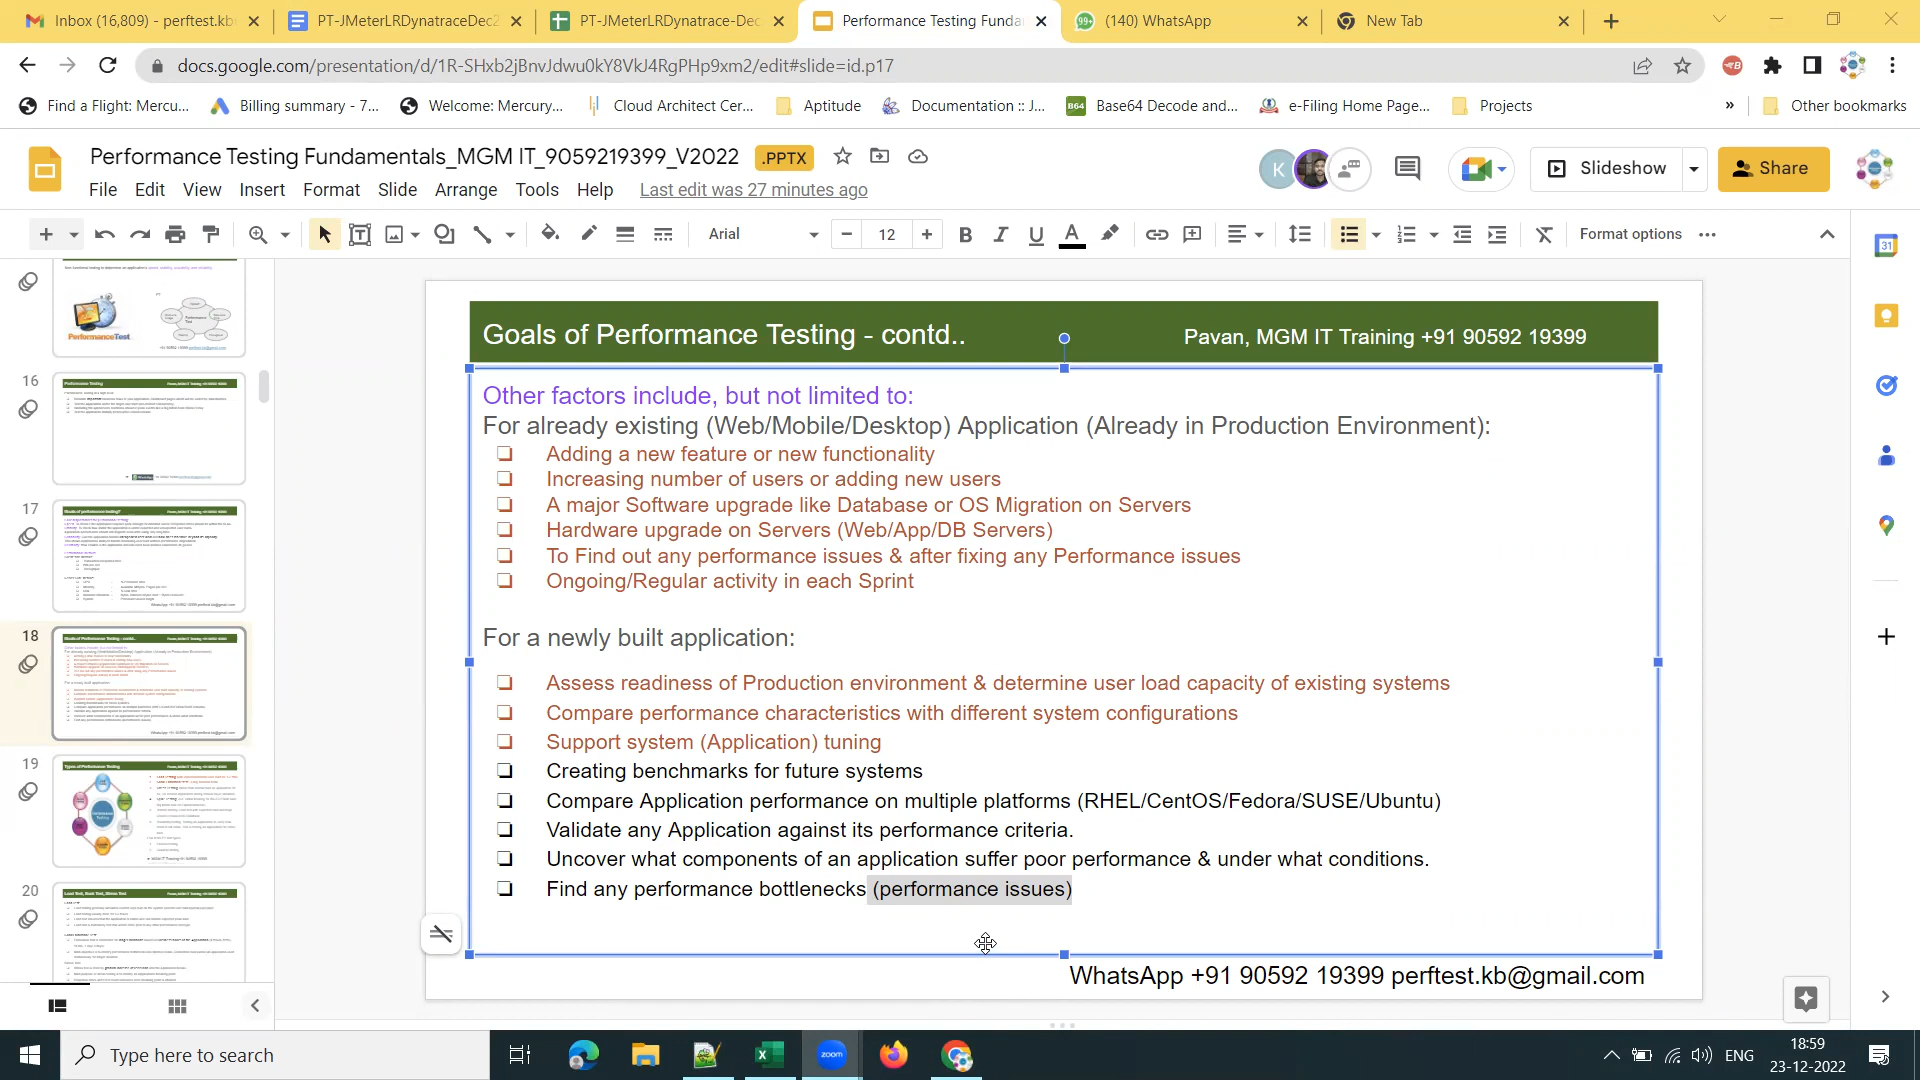 Inbox (16,809) - perftest.kb
PT-JMeterLRDynatraceDec2
PT-JMeterLRDynatrace-Dec
Performance Testing Funda
(140) WhatsApp
New Tab
docs.google.com/presentation/d/1R-SHxb2jBnvJdwu0kY8VkJ4RgPHp9xm2/edit#slide=id.p17
Find a Flight: Mercu...
Billing summary - 7...
Welcome: Mercury...
Cloud Architect Cer...
Aptitude
Documentation :: J...
Base64 Decode and...
e-Filing Home Page...
Projects
»
Other bookmarks
Performance Testing Fundamentals_MGM IT_9059219399_V2022
.PPTX
File Edit View Insert Format Slide Arrange Tools Help
Last edit was 27 minutes ago
K
Slideshow
Share
Arial
12
Format options
16
17
18
19
20
Goals of Performance Testing - contd..
Pavan, MGM IT Training +91 90592 19399
Other factors include, but not limited to:
For already existing (Web/Mobile/Desktop) Application (Already in Production Environment):
Adding a new feature or new functionality
Increasing number of users or adding new users
A major Software upgrade like Database or OS Migration on Servers
Hardware upgrade on Servers (Web/App/DB Servers)
To Find out any performance issues & after fixing any Performance issues
Ongoing/Regular activity in each Sprint
For a newly built application:
Assess readiness of Production environment & determine user load capacity of existing systems
Compare performance characteristics with different system configurations
Support system (Application) tuning
Creating benchmarks for future systems
Compare Application performance on multiple platforms (RHEL/CentOS/Fedora/SUSE/Ubuntu)
Validate any Application against its performance criteria.
Uncover what components of an application suffer poor performance & under what conditions.
Find any performance bottlenecks (performance issues)
WhatsApp +91 90592 19399 perftest.kb@gmail.com
Type here to search
zoom
ENG
18:59
23-12-2022